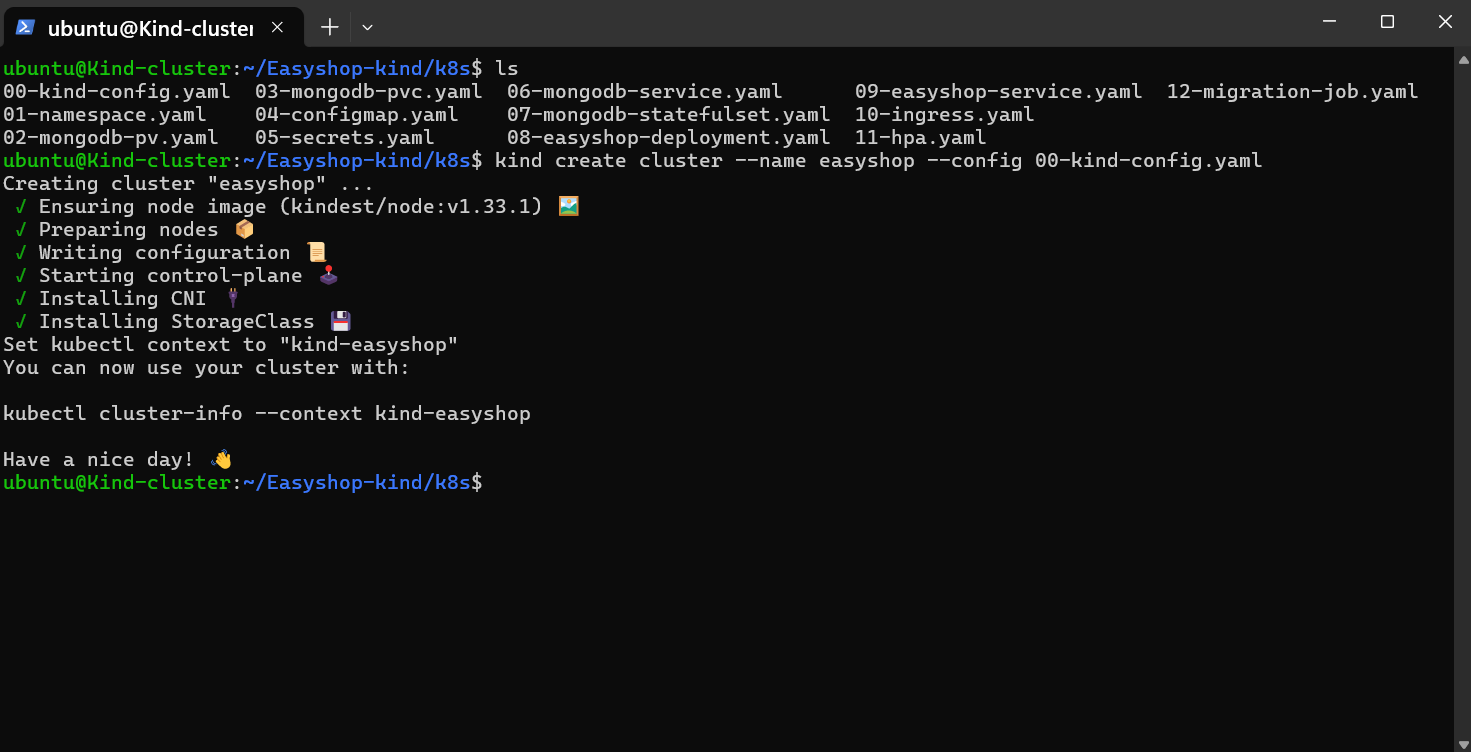 ubuntu@Kind-cluster
ubuntu@Kind-cluster:~/Easyshop-kind/k8s$ ls
00-kind-config.yaml  03-mongodb-pvc.yaml  06-mongodb-service.yaml      09-easyshop-service.yaml  12-migration-job.yaml
01-namespace.yaml    04-configmap.yaml    07-mongodb-statefulset.yaml  10-ingress.yaml
02-mongodb-pv.yaml   05-secrets.yaml      08-easyshop-deployment.yaml  11-hpa.yaml
ubuntu@Kind-cluster:~/Easyshop-kind/k8s$ kind create cluster --name easyshop --config 00-kind-config.yaml
Creating cluster "easyshop" ...
 ✓ Ensuring node image (kindest/node:v1.33.1) 🖼
 ✓ Preparing nodes 📦
 ✓ Writing configuration 📜
 ✓ Starting control-plane 🕹️
 ✓ Installing CNI 🔌
 ✓ Installing StorageClass 💾
Set kubectl context to "kind-easyshop"
You can now use your cluster with:

kubectl cluster-info --context kind-easyshop

Have a nice day! 👋
ubuntu@Kind-cluster:~/Easyshop-kind/k8s$